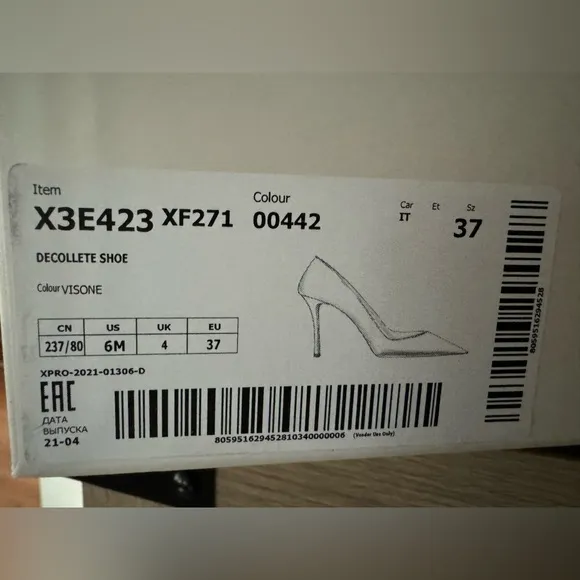 Item
X3E423 XF271
Colour
00442
Car Et Sz
IT 37
DECOLLETE SHOE
Colour VISONE
CN US UK EU
237/80 6M 4 37
XPRO-2021-01306-D
EAC
ДАТА
ВЫПУСКА
21-04
805951629452810340000006 (Vendor Use Only)
8059516294528